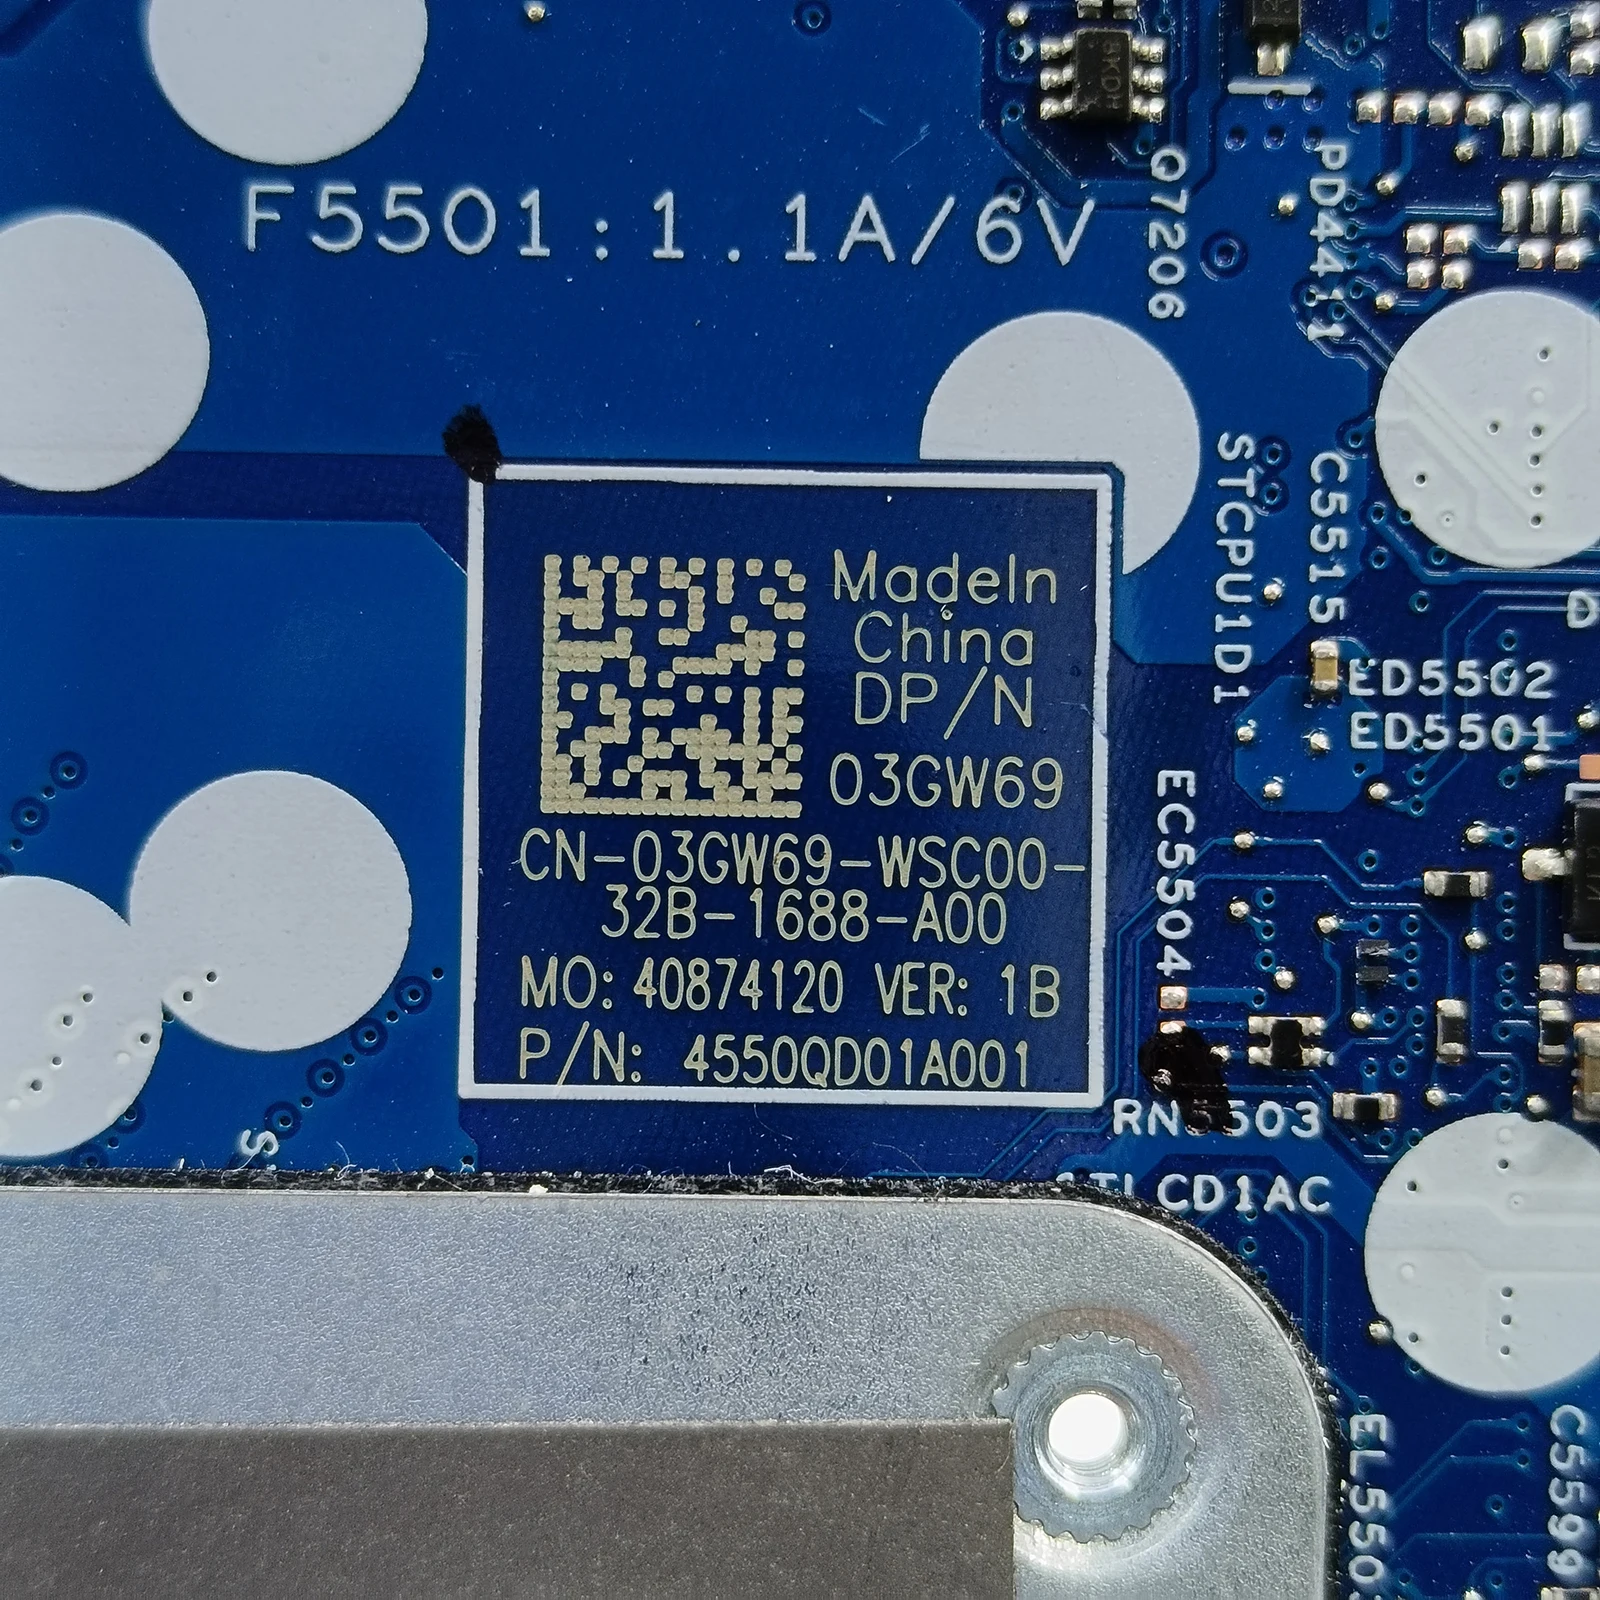 F5501:1.1A/6V
Q7206
PD4411
STCPU1D1
C5515
D
ED5502
ED5501
EC5504
MadeIn
China
DP/N
03GW69
CN-03GW69-WSC00-
32B-1688-A00
MO: 40874120 VER: 1B
P/N: 4550QD01A001
S
LCD1AC
C5599